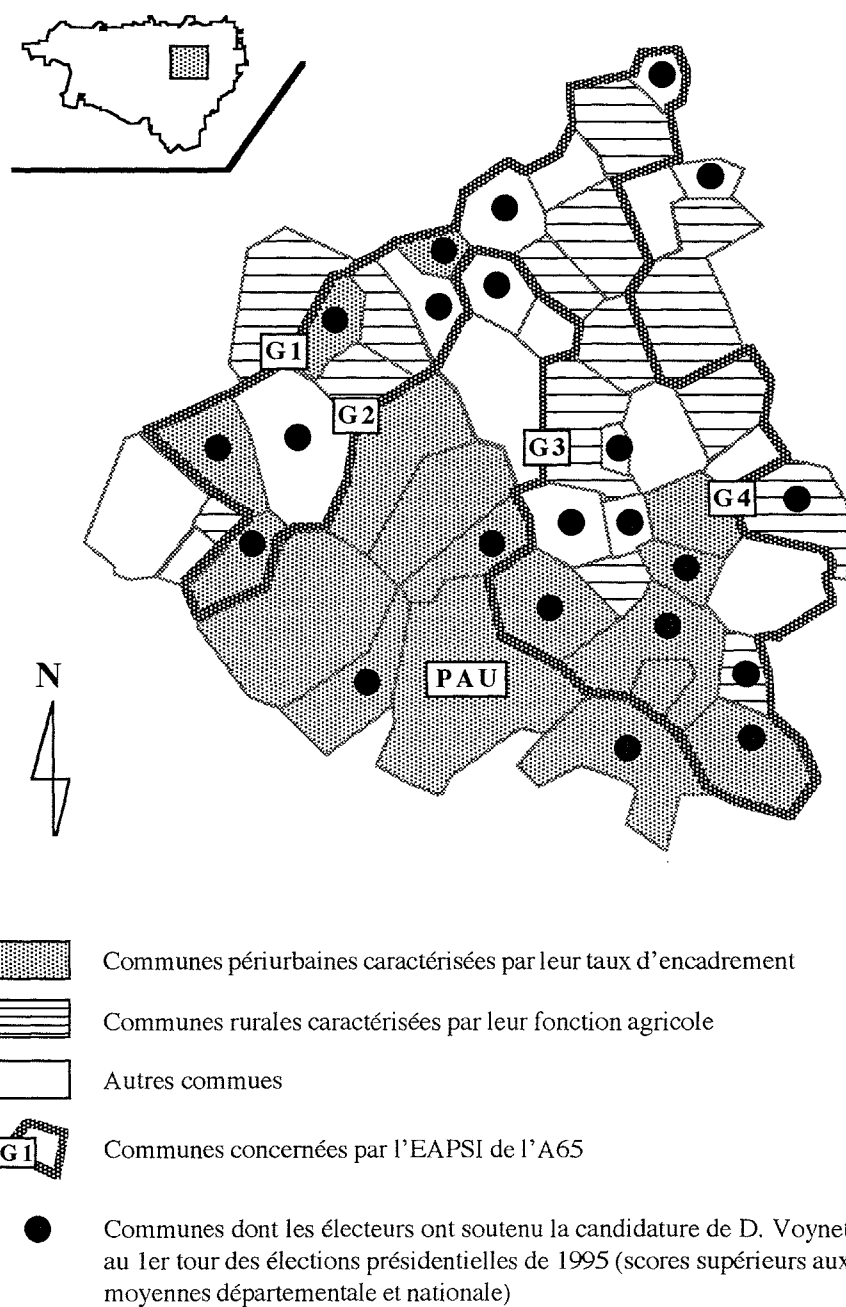 G1
G2
G3
G4
PAU
N
Communes périurbaines caractérisées par leur taux d'encadrement
Communes rurales caractérisées par leur fonction agricole
Autres commues
G1
Communes concernées par l'EAPSI de l'A65
Communes dont les électeurs ont soutenu la candidature de D. Voynet
au 1er tour des élections présidentielles de 1995 (scores supérieurs aux
moyennes départementale et nationale)